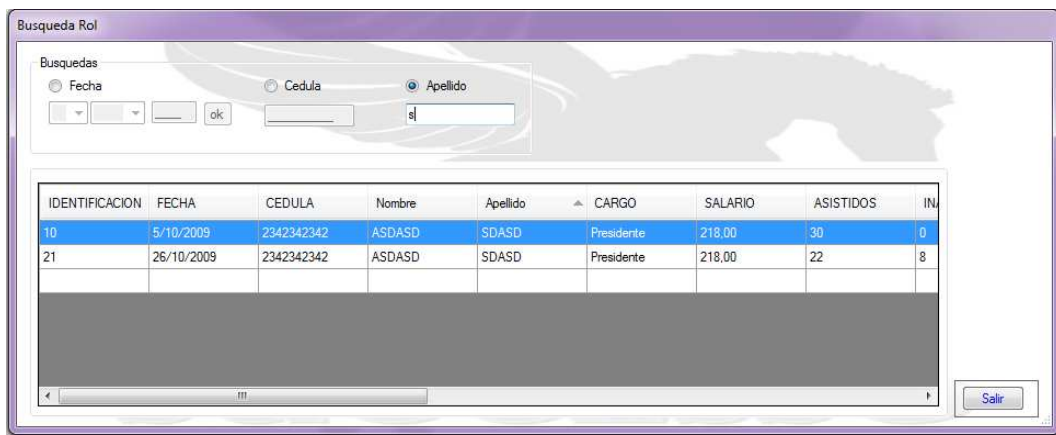 Busqueda Rol
Busquedas
Fecha Cedula Apellido
ok s
IDENTIFICACION FECHA CEDULA Nombre Apellido CARGO SALARIO ASISTIDOS INA
10 5/10/2009 2342342342 ASDASD SDASD Presidente 218,00 30 0
21 26/10/2009 2342342342 ASDASD SDASD Presidente 218,00 22 8
Salir